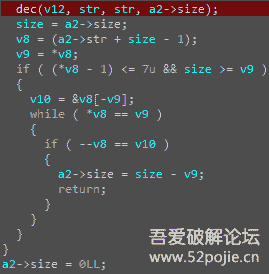 dec(v12, str, str, a2->size);
size = a2->size;
v8 = (a2->str + size - 1);
v9 = *v8;
if ( (*v8 - 1) <= 7u && size >= v9 )
{
v10 = &v8[-v9];
while ( *v8 == v9 )
{
if ( --v8 == v10 )
{
a2->size = size - v9;
return;
}
}
}
}
a2->size = 0LL;
吾爱破解论坛
www.52pojie.cn